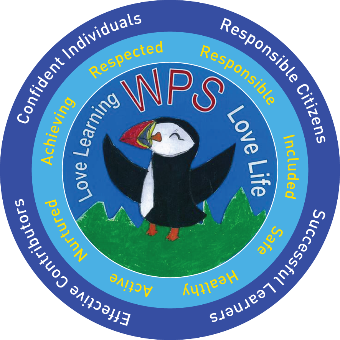 Confident Individuals
Responsible Citizens
Successful Learners
Effective Contributors
Respected
Responsible
Included
Safe
Healthy
Active
Nurtured
Achieving
Love Learning
WPS
Love Life